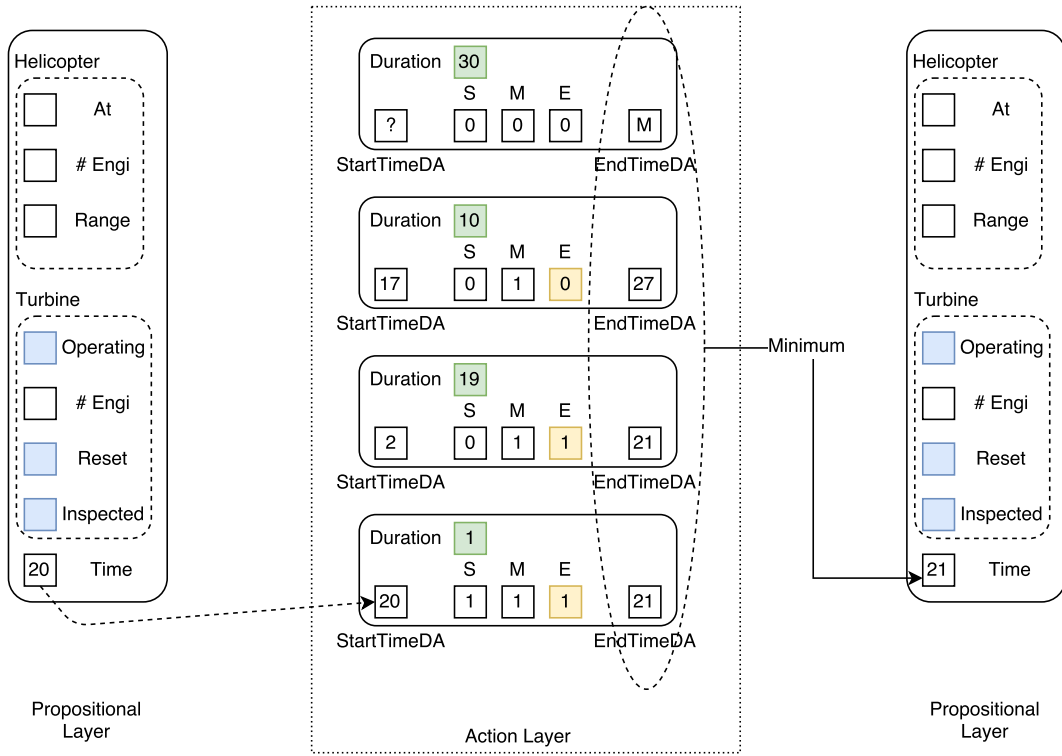 Helicopter
At
# Engi
Range
Turbine
Operating
# Engi
Reset
Inspected
20 Time
Propositional
Layer
Duration 30
S M E
? 0 0 0 M
StartTimeDA EndTimeDA
Duration 10
S M E
17 0 1 0 27
StartTimeDA EndTimeDA
Duration 19
S M E
2 0 1 1 21
StartTimeDA EndTimeDA
Duration 1
S M E
20 1 1 1 21
StartTimeDA EndTimeDA
Action Layer
Minimum
Helicopter
At
# Engi
Range
Turbine
Operating
# Engi
Reset
Inspected
21 Time
Propositional
Layer